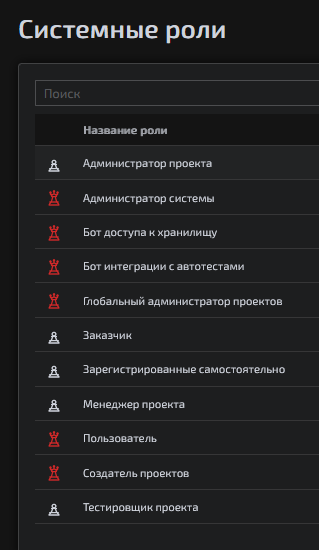 Системные роли
Поиск
Название роли
Администратор проекта
Администратор системы
Бот доступа к хранилищу
Бот интеграции с автотестами
Глобальный администратор проектов
Заказчик
Зарегистрированные самостоятельно
Менеджер проекта
Пользователь
Создатель проектов
Тестировщик проекта